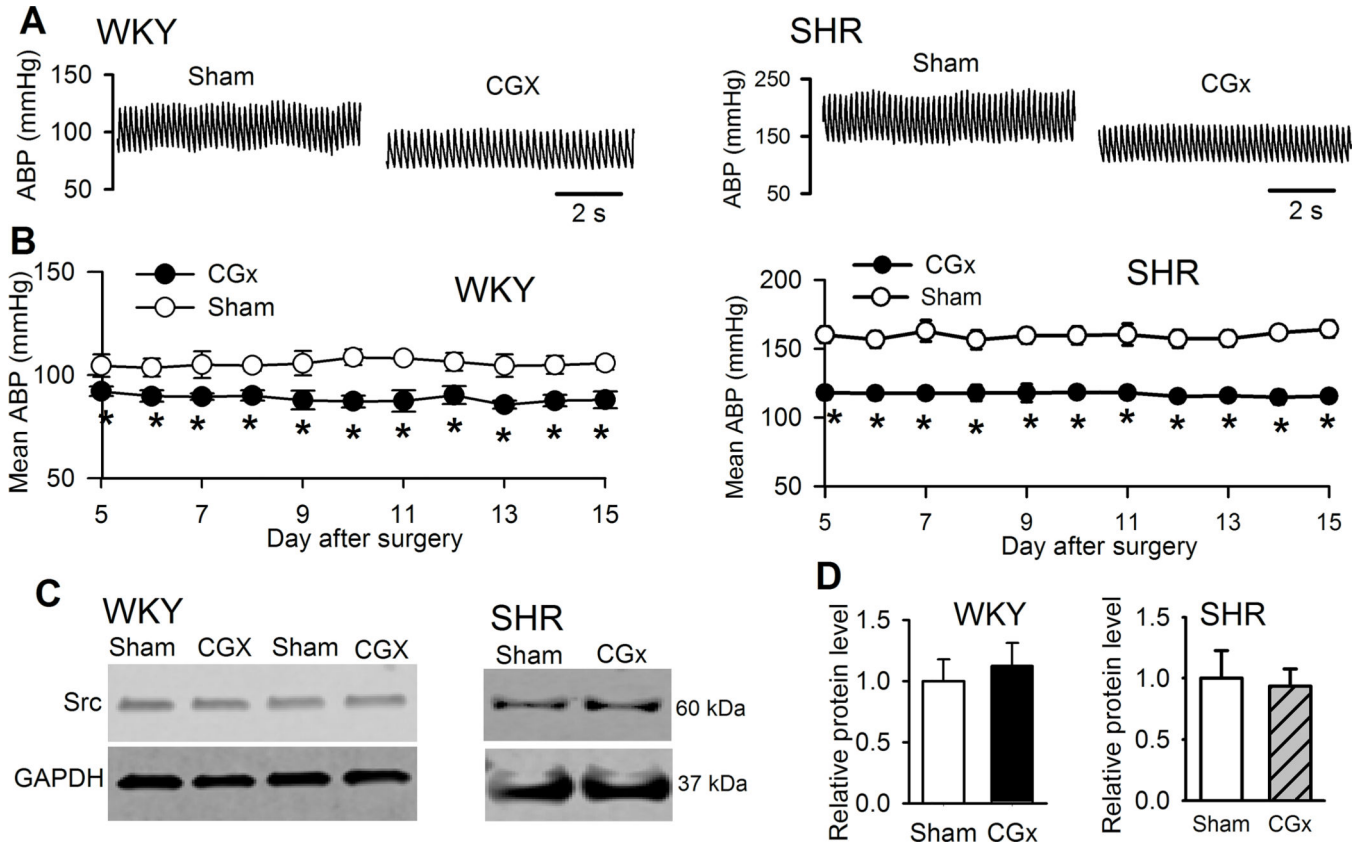 A
WKY
SHR
ABP (mmHg)
150
100
50
Sham
CGX
2 s
ABP (mmHg)
250
150
50
Sham
CGx
2 s
B
Mean ABP (mmHg)
150
100
50
CGx
Sham
WKY
* * * * * * * * * * *
5 7 9 11 13 15
Day after surgery
Mean ABP (mmHg)
200
150
100
50
CGx
Sham
SHR
* * * * * * * * * * *
5 7 9 11 13 15
Day after surgery
C
WKY
Sham CGX Sham CGX
Src
GAPDH
SHR
Sham CGx
60 kDa
37 kDa
D
Relative protein level
1.5
1.0
0.5
0.0
WKY
Sham CGx
Relative protein level
1.5
1.0
0.5
0.0
SHR
Sham CGx